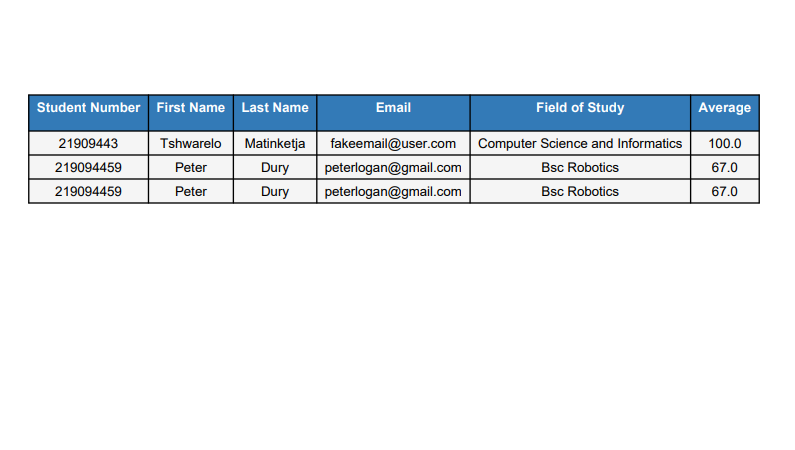 Student Number First Name Last Name Email Field of Study Average
21909443 Tshwarelo Matinketja fakeemail@user.com Computer Science and Informatics 100.0
219094459 Peter Dury peterlogan@gmail.com Bsc Robotics 67.0
219094459 Peter Dury peterlogan@gmail.com Bsc Robotics 67.0